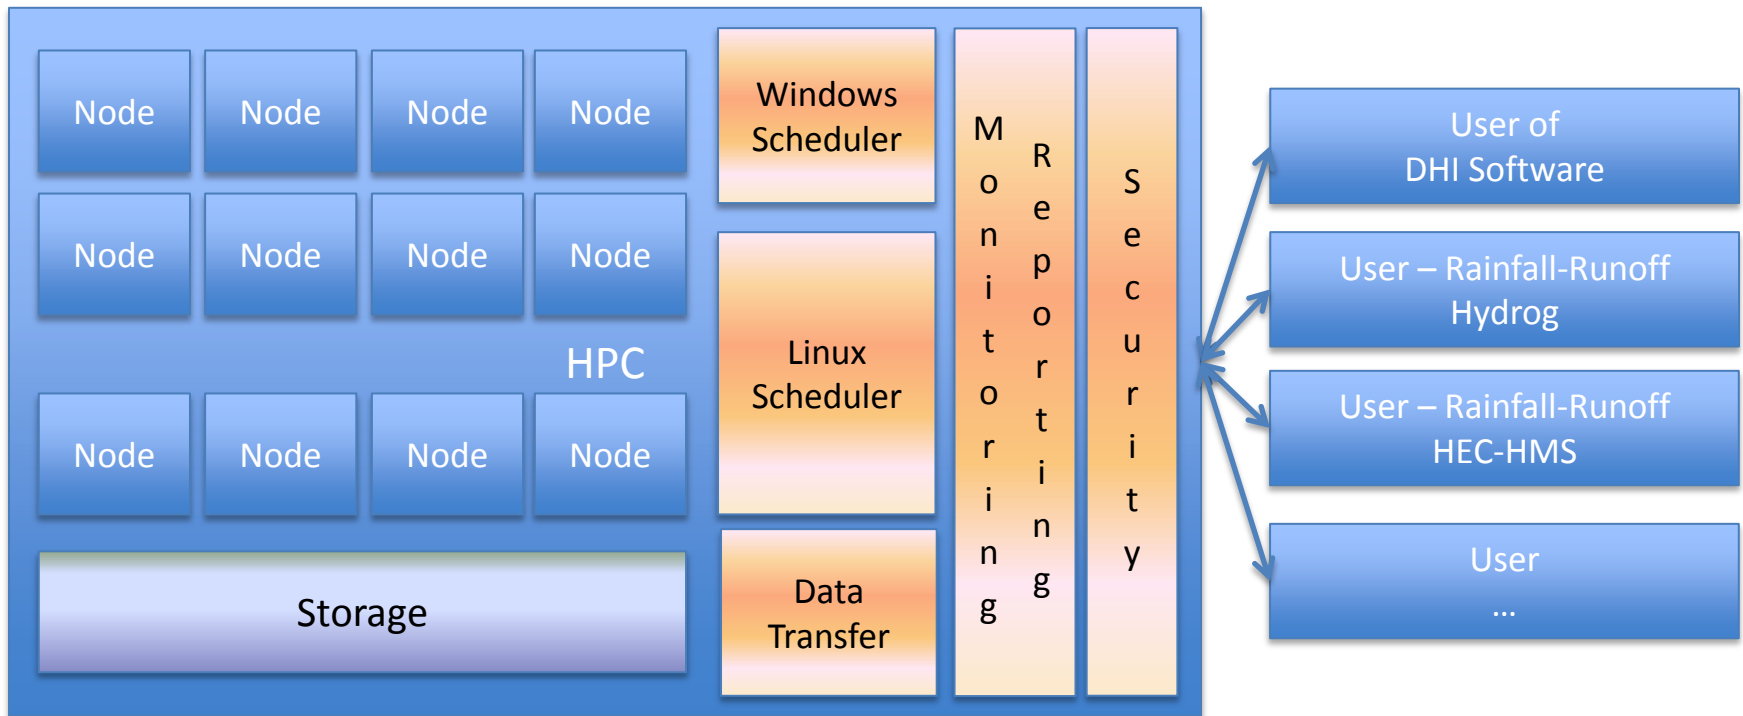 Node Node Node Node
Node Node Node Node
HPC
Node Node Node Node
Storage
Windows
Scheduler
Linux
Scheduler
Data
Transfer
Monitoring
Reporting
Security
User of
DHI Software
User – Rainfall-Runoff
Hydrog
User – Rainfall-Runoff
HEC-HMS
User
...